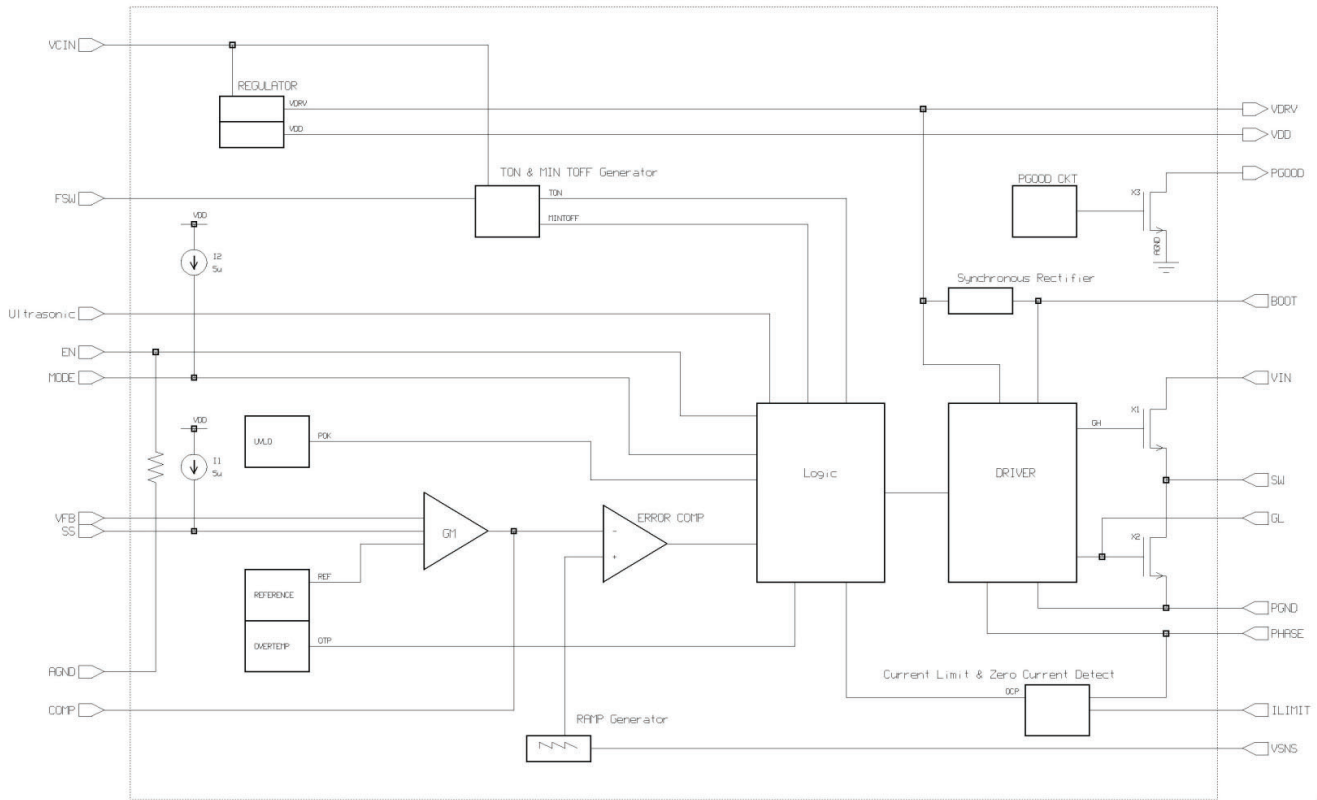 VCIN
REGULATOR
VDRV
VDRV
VDD
VDD
TON & MIN TOFF Generator
PGOOD CKT
PGOOD
X3
FSW
TON
VDD
MINTOFF
AGND
I2
5u
Synchronous Rectifier
BOOT
Ultrasonic
EN
MODE
VIN
X1
VDD
GH
UVLO
POK
I1
5u
Logic
DRIVER
SW
VFB
SS
GM
ERROR COMP
-
+
GL
X2
REF
REFERENCE
PGND
PHASE
OVERTEMP
OTP
AGND
Current Limit & Zero Current Detect
OCP
COMP
RAMP Generator
ILIMIT
VSNS